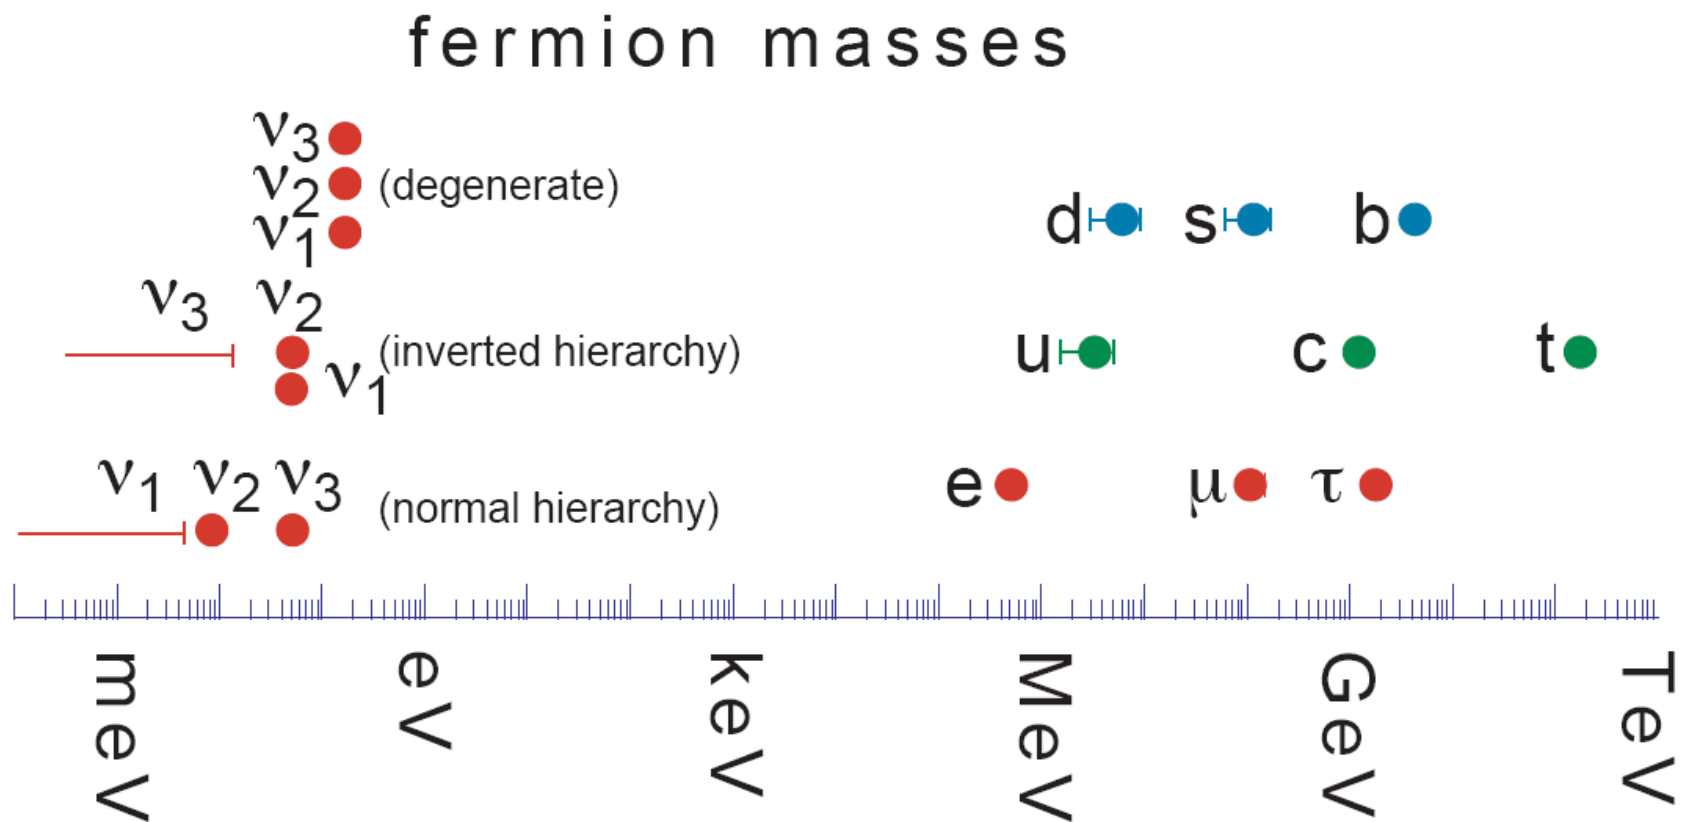 fermion masses
ν3
ν2 (degenerate)
ν1
d s b
ν3 ν2
(inverted hierarchy)
ν1
u c t
ν1 ν2 ν3 (normal hierarchy)
e μ τ
meV eV keV MeV GeV TeV